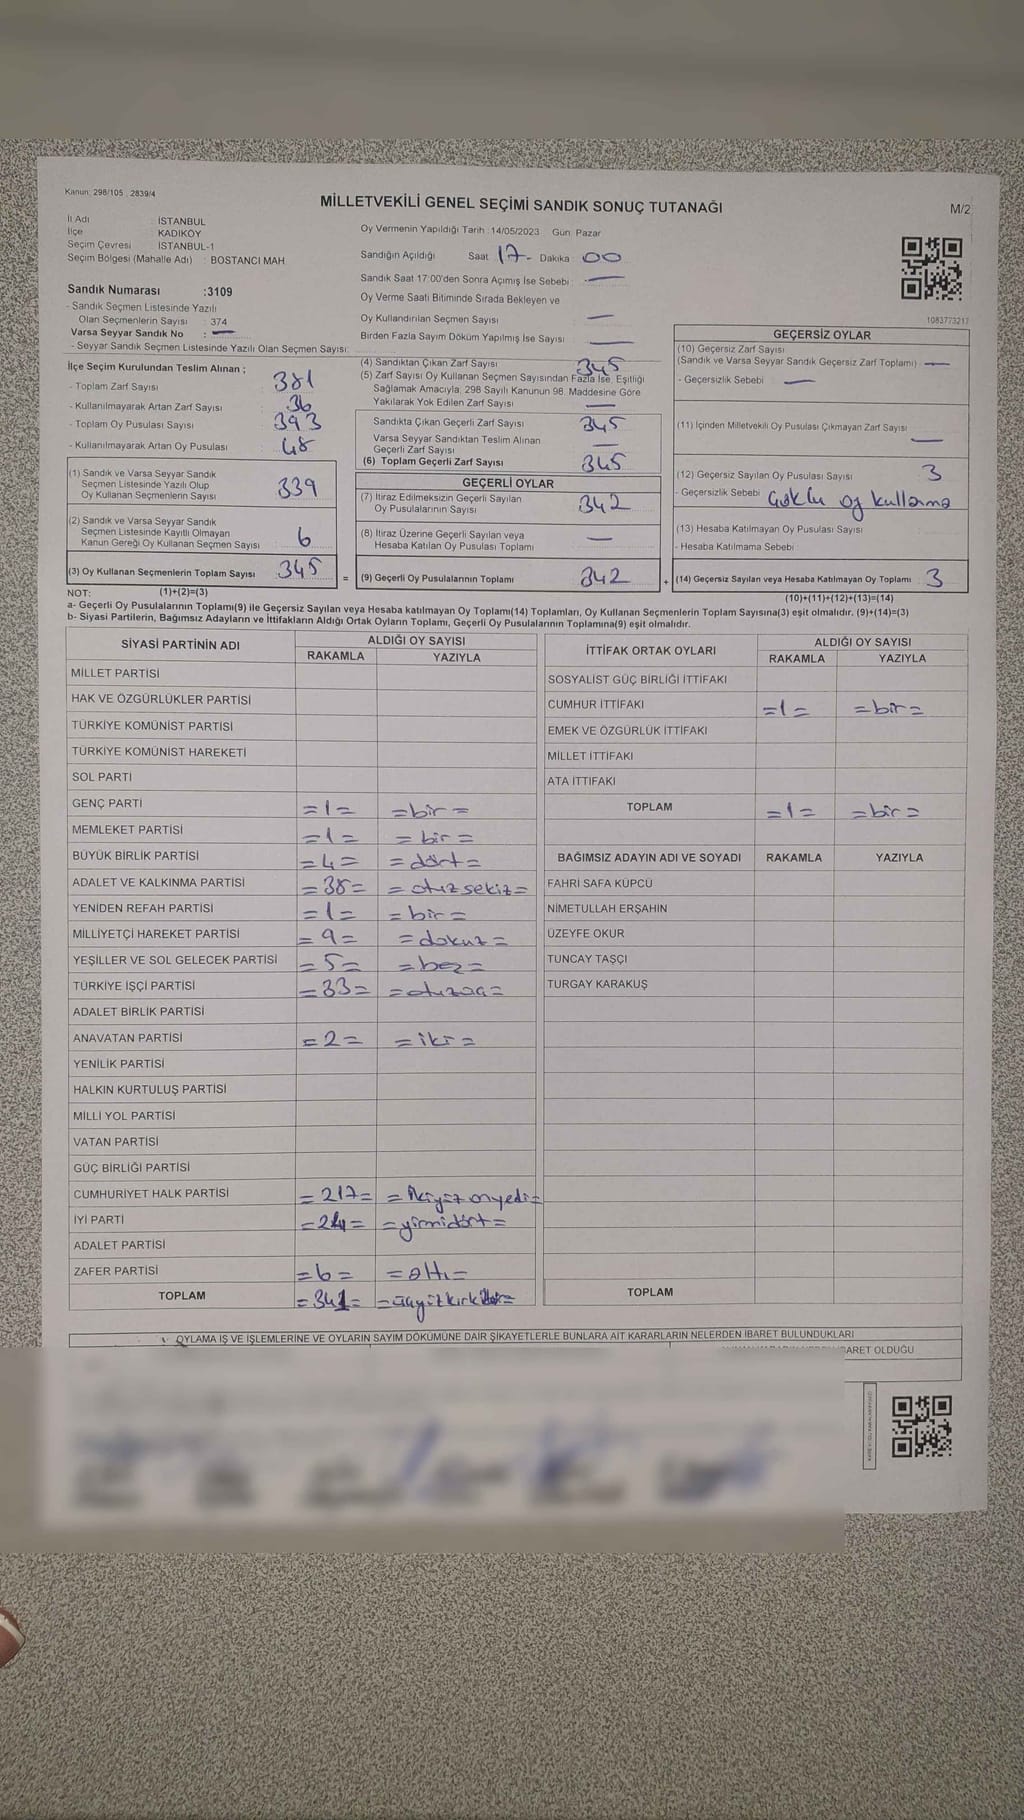 Kanun: 298/105 , 2839/4
MİLLETVEKİLİ GENEL SEÇİMİ SANDIK SONUÇ TUTANAĞI
M/2
İl Adı : İSTANBUL
İlçe : KADIKÖY
Seçim Çevresi : İSTANBUL-1
Seçim Bölgesi (Mahalle Adı) : BOSTANCI MAH.
Oy Vermenin Yapıldığı Tarih :14/05/2023 Gün: Pazar
Sandığın Açıldığı Saat 17- Dakika 00
Sandık Saat 17:00'den Sonra Açımış İse Sebebi : —
Oy Verme Saati Bitiminde Sırada Bekleyen ve
Oy Kullandırılan Seçmen Sayısı —
Birden Fazla Sayım Döküm Yapılmış İse Sayısı —
Sandık Numarası :3109
- Sandık Seçmen Listesinde Yazılı
Olan Seçmenlerin Sayısı : 374
Varsa Seyyar Sandık No : —
- Seyyar Sandık Seçmen Listesinde Yazılı Olan Seçmen Sayısı:
1083773217
İlçe Seçim Kurulundan Teslim Alınan ;
- Toplam Zarf Sayısı : 381
- Kullanılmayarak Artan Zarf Sayısı : 36
- Toplam Oy Pusulası Sayısı : 393
- Kullanılmayarak Artan Oy Pusulası : 48
(1) Sandık ve Varsa Seyyar Sandık
Seçmen Listesinde Yazılı Olup
Oy Kullanan Seçmenlerin Sayısı 339
(2) Sandık ve Varsa Seyyar Sandık
Seçmen Listesinde Kayıtlı Olmayan
Kanun Gereği Oy Kullanan Seçmen Sayısı 6
(3) Oy Kullanan Seçmenlerin Toplam Sayısı 345 =
(1)+(2)=(3)
(4) Sandıktan Çıkan Zarf Sayısı 345
(5) Zarf Sayısı Oy Kullanan Seçmen Sayısından Fazla İse, Eşitliği
Sağlamak Amacıyla, 298 Sayılı Kanunun 98. Maddesine Göre
Yakılarak Yok Edilen Zarf Sayısı —
Sandıkta Çıkan Geçerli Zarf Sayısı 345
Varsa Seyyar Sandıktan Teslim Alınan
Geçerli Zarf Sayısı —
(6) Toplam Geçerli Zarf Sayısı 345
GEÇERLİ OYLAR
(7) İtiraz Edilmeksizin Geçerli Sayılan
Oy Pusulalarının Sayısı 342
(8) İtiraz Üzerine Geçerli Sayılan veya
Hesaba Katılan Oy Pusulası Toplamı —
(9) Geçerli Oy Pusulalarının Toplamı 342 +
GEÇERSİZ OYLAR
(10) Geçersiz Zarf Sayısı
(Sandık ve Varsa Seyyar Sandık Geçersiz Zarf Toplamı) —
- Geçersizlik Sebebi —
(11) İçinden Milletvekili Oy Pusulası Çıkmayan Zarf Sayısı —
(12) Geçersiz Sayılan Oy Pusulası Sayısı 3
- Geçersizlik Sebebi Çoklu oy kullanma
(13) Hesaba Katılmayan Oy Pusulası Sayısı
- Hesaba Katılmama Sebebi
(14) Geçersiz Sayılan veya Hesaba Katılmayan Oy Toplamı 3
(10)+(11)+(12)+(13)=(14)
NOT:
a- Geçerli Oy Pusulalarının Toplamı(9) ile Geçersiz Sayılan veya Hesaba katılmayan Oy Toplamı(14) Toplamları, Oy Kullanan Seçmenlerin Toplam Sayısına(3) eşit olmalıdır. (9)+(14)=(3)
b- Siyasi Partilerin, Bağımsız Adayların ve İttifakların Aldığı Ortak Oyların Toplamı, Geçerli Oy Pusulalarının Toplamına(9) eşit olmalıdır.
SİYASİ PARTİNİN ADI ALDIĞI OY SAYISI
RAKAMLA YAZIYLA
MİLLET PARTİSİ
HAK VE ÖZGÜRLÜKLER PARTİSİ
TÜRKİYE KOMÜNİST PARTİSİ
TÜRKİYE KOMÜNİST HAREKETİ
SOL PARTİ
GENÇ PARTİ =1= =bir=
MEMLEKET PARTİSİ =1= =bir=
BÜYÜK BİRLİK PARTİSİ =4= =dört=
ADALET VE KALKINMA PARTİSİ =38= =otuzsekiz=
YENİDEN REFAH PARTİSİ =1= =bir=
MİLLİYETÇİ HAREKET PARTİSİ =9= =dokuz=
YEŞİLLER VE SOL GELECEK PARTİSİ =5= =beş=
TÜRKİYE İŞÇİ PARTİSİ =33= =otuzüç=
ADALET BİRLİK PARTİSİ
ANAVATAN PARTİSİ =2= =iki=
YENİLİK PARTİSİ
HALKIN KURTULUŞ PARTİSİ
MİLLİ YOL PARTİSİ
VATAN PARTİSİ
GÜÇ BİRLİĞİ PARTİSİ
CUMHURİYET HALK PARTİSİ =217= =ikiyüz onyedi=
İYİ PARTİ =24= =yirmidört=
ADALET PARTİSİ
ZAFER PARTİSİ =6= =altı=
TOPLAM =341= =üçyüzkırkbir=
İTTİFAK ORTAK OYLARI ALDIĞI OY SAYISI
RAKAMLA YAZIYLA
SOSYALİST GÜÇ BİRLİĞİ İTTİFAKI
CUMHUR İTTİFAKI =1= =bir=
EMEK VE ÖZGÜRLÜK İTTİFAKI
MİLLET İTTİFAKI
ATA İTTİFAKI
TOPLAM =1= =bir=
BAĞIMSIZ ADAYIN ADI VE SOYADI RAKAMLA YAZIYLA
FAHRİ SAFA KÜPCÜ
NİMETULLAH ERŞAHİN
ÜZEYFE OKUR
TUNCAY TAŞÇI
TURGAY KARAKUŞ
TOPLAM
OYLAMA İŞ VE İŞLEMLERİNE VE OYLARIN SAYIM DÖKÜMÜNE DAİR ŞİKAYETLERLE BUNLARA AİT KARARLARIN NELERDEN İBARET BULUNDUKLARI
BARET OLDUĞU